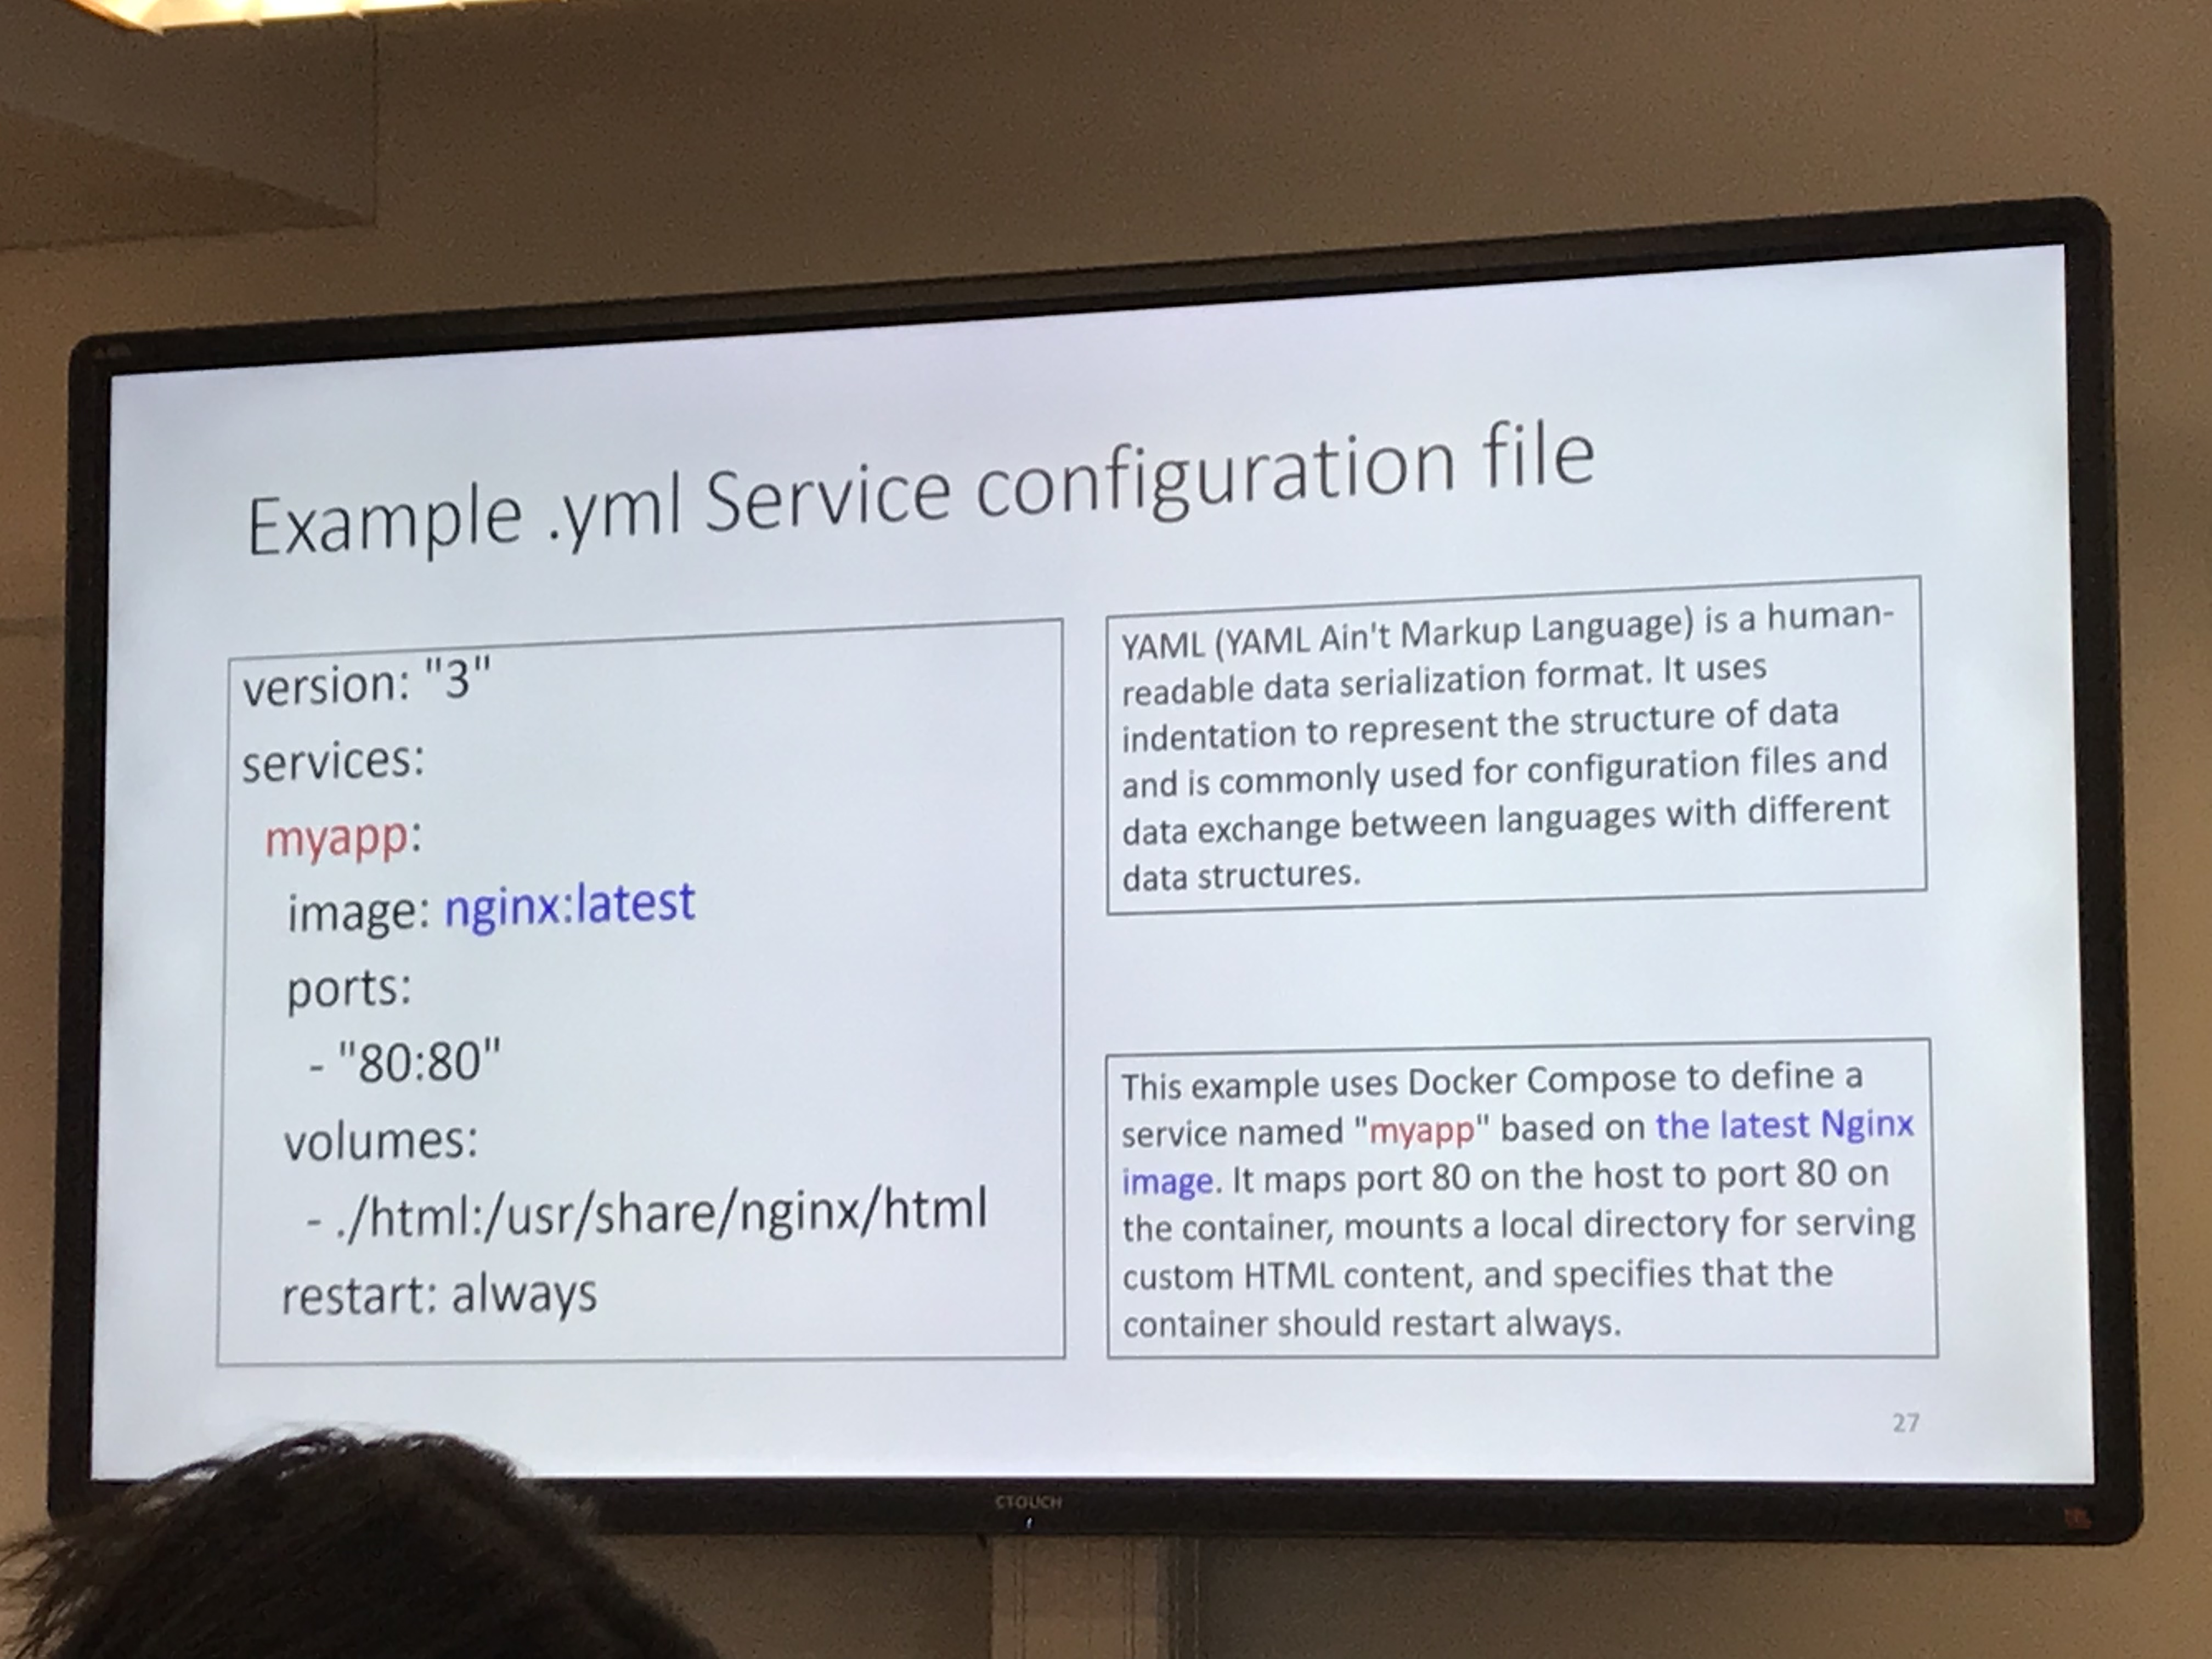 Example .yml Service configuration file
version: "3"
services:
myapp:
image: nginx:latest
ports:
- "80:80"
volumes:
- ./html:/usr/share/nginx/html
restart: always
YAML (YAML Ain't Markup Language) is a human-
readable data serialization format. It uses
indentation to represent the structure of data
and is commonly used for configuration files and
data exchange between languages with different
data structures.
This example uses Docker Compose to define a
service named "myapp" based on the latest Nginx
image. It maps port 80 on the host to port 80 on
the container, mounts a local directory for serving
custom HTML content, and specifies that the
container should restart always.
27
CTOUCH